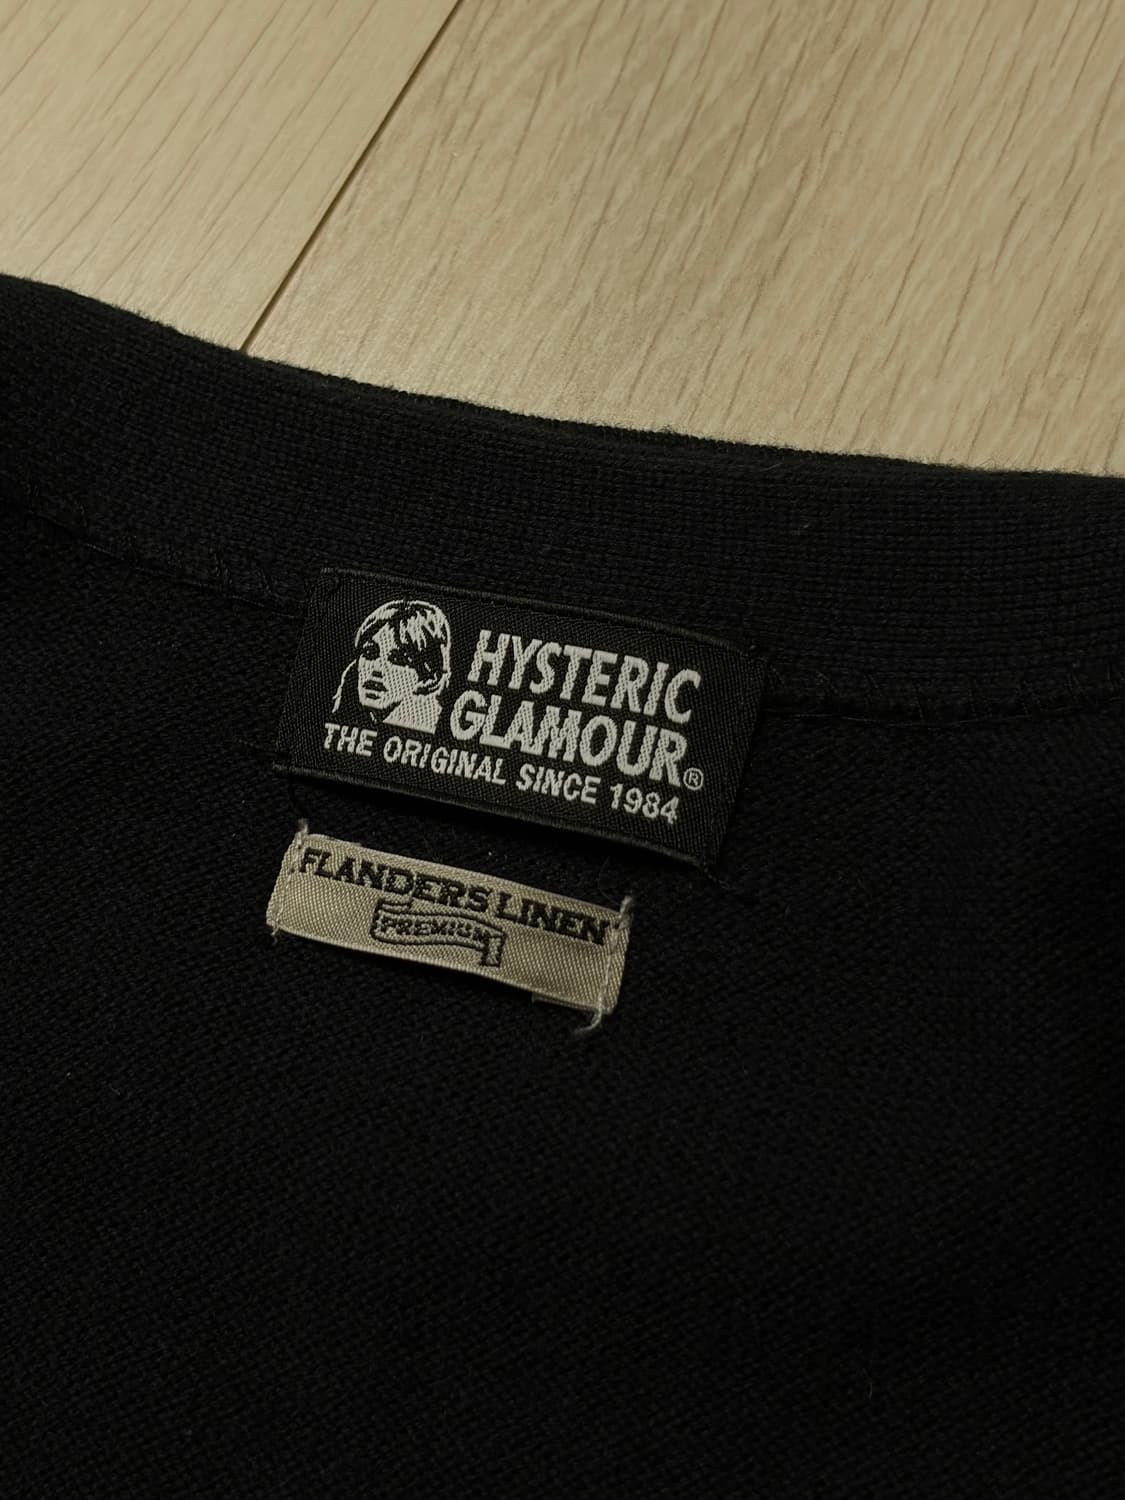 HYSTERIC
GLAMOUR®
THE ORIGINAL SINCE 1984
FLANDERS LINEN
PREMIUM